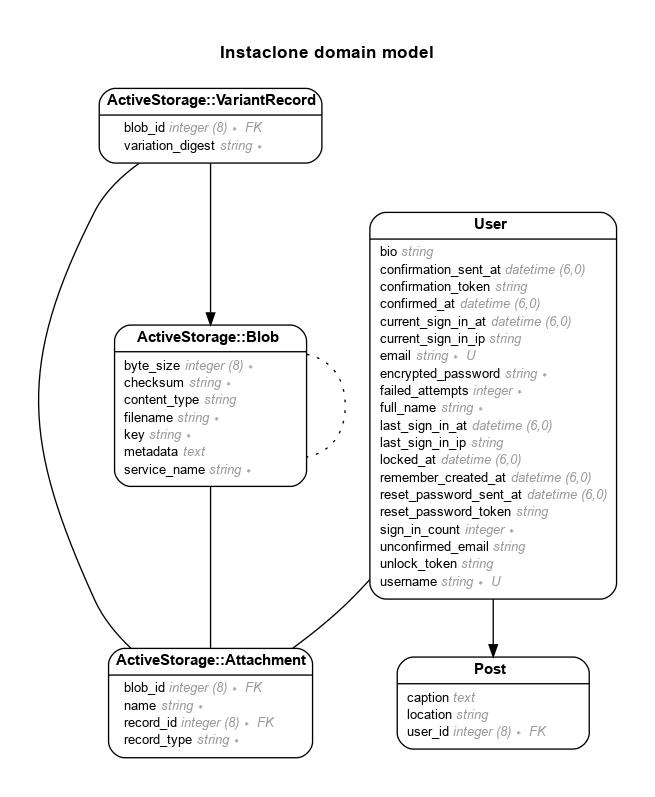 Instaclone domain model
ActiveStorage::VariantRecord
blob_id integer (8) ∗ FK
variation_digest string ∗
User
bio string
confirmation_sent_at datetime (6,0)
confirmation_token string
confirmed_at datetime (6,0)
current_sign_in_at datetime (6,0)
current_sign_in_ip string
email string ∗ U
encrypted_password string ∗
failed_attempts integer ∗
full_name string ∗
last_sign_in_at datetime (6,0)
last_sign_in_ip string
locked_at datetime (6,0)
remember_created_at datetime (6,0)
reset_password_sent_at datetime (6,0)
reset_password_token string
sign_in_count integer ∗
unconfirmed_email string
unlock_token string
username string ∗ U
ActiveStorage::Blob
byte_size integer (8) ∗
checksum string ∗
content_type string
filename string ∗
key string ∗
metadata text
service_name string ∗
ActiveStorage::Attachment
blob_id integer (8) ∗ FK
name string ∗
record_id integer (8) ∗ FK
record_type string ∗
Post
caption text
location string
user_id integer (8) ∗ FK